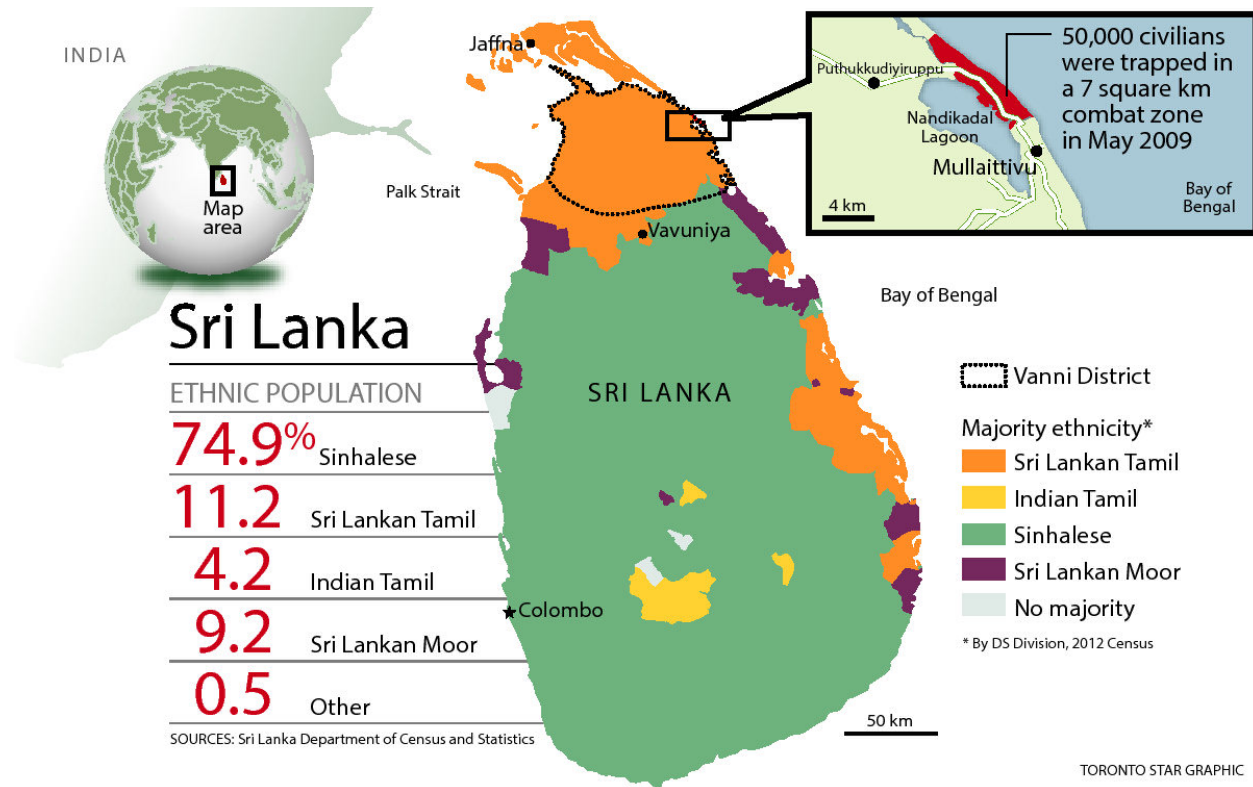 INDIA
Map
area
Sri Lanka
ETHNIC POPULATION
74.9% Sinhalese
11.2 Sri Lankan Tamil
4.2 Indian Tamil
9.2 Sri Lankan Moor
0.5 Other
SOURCES: Sri Lanka Department of Census and Statistics
Jaffna
Palk Strait
Vavuniya
SRI LANKA
Colombo
Bay of Bengal
50 km
Puthukkudiyiruppu
Nandikadal
Lagoon
Mullaittivu
4 km
Bay of
Bengal
50,000 civilians
were trapped in
a 7 square km
combat zone
in May 2009
Vanni District
Majority ethnicity*
Sri Lankan Tamil
Indian Tamil
Sinhalese
Sri Lankan Moor
No majority
* By DS Division, 2012 Census
TORONTO STAR GRAPHIC